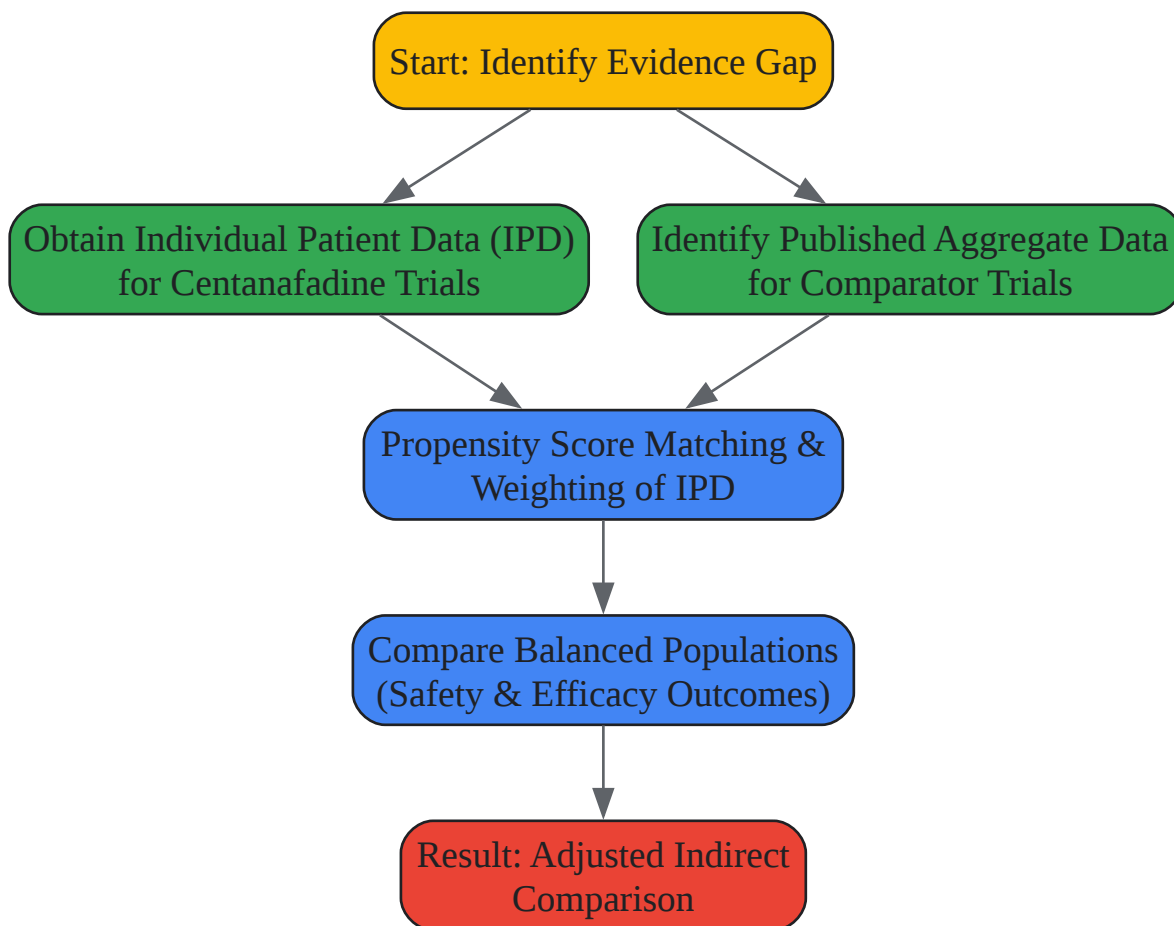 Start: Identify Evidence Gap
Obtain Individual Patient Data (IPD)
for Centanafadine Trials
Identify Published Aggregate Data
for Comparator Trials
Propensity Score Matching &
Weighting of IPD
Compare Balanced Populations
(Safety & Efficacy Outcomes)
Result: Adjusted Indirect
Comparison